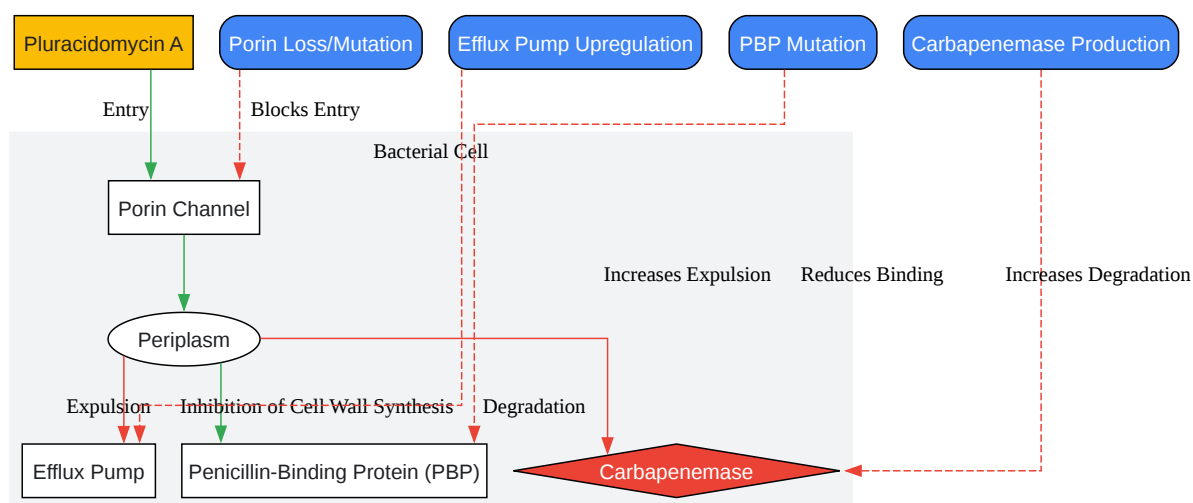 Pluracidomycin A
Porin Loss/Mutation
Efflux Pump Upregulation
PBP Mutation
Carbapenemase Production
Entry
Blocks Entry
Bacterial Cell
Porin Channel
Increases Expulsion
Reduces Binding
Increases Degradation
Periplasm
Expulsion
Inhibition of Cell Wall Synthesis
Degradation
Efflux Pump
Penicillin-Binding Protein (PBP)
Carbapenemase